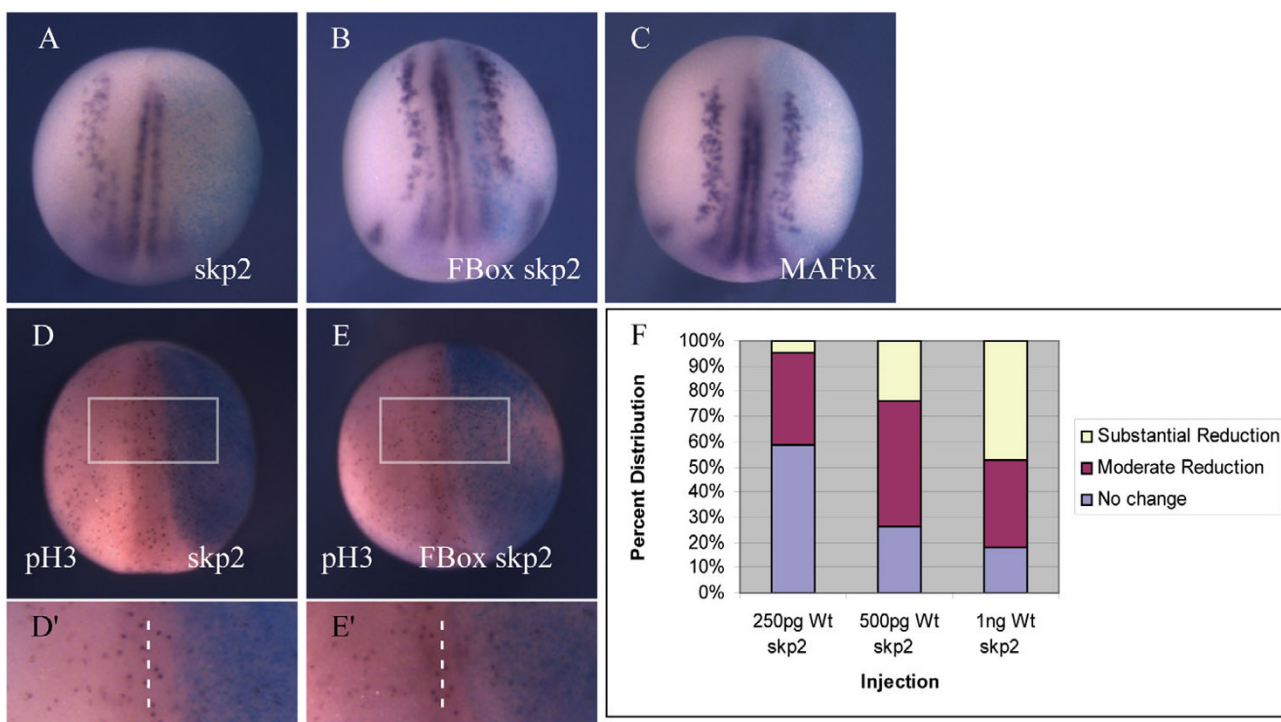 A
B
C
skp2
FBox skp2
MAFbx
D
E
pH3 skp2
pH3 FBox skp2
D'
E'
F
Percent Distribution
100%
90%
80%
70%
60%
50%
40%
30%
20%
10%
0%
250pg Wt
skp2
500pg Wt
skp2
1ng Wt
skp2
Injection
Substantial Reduction
Moderate Reduction
No change